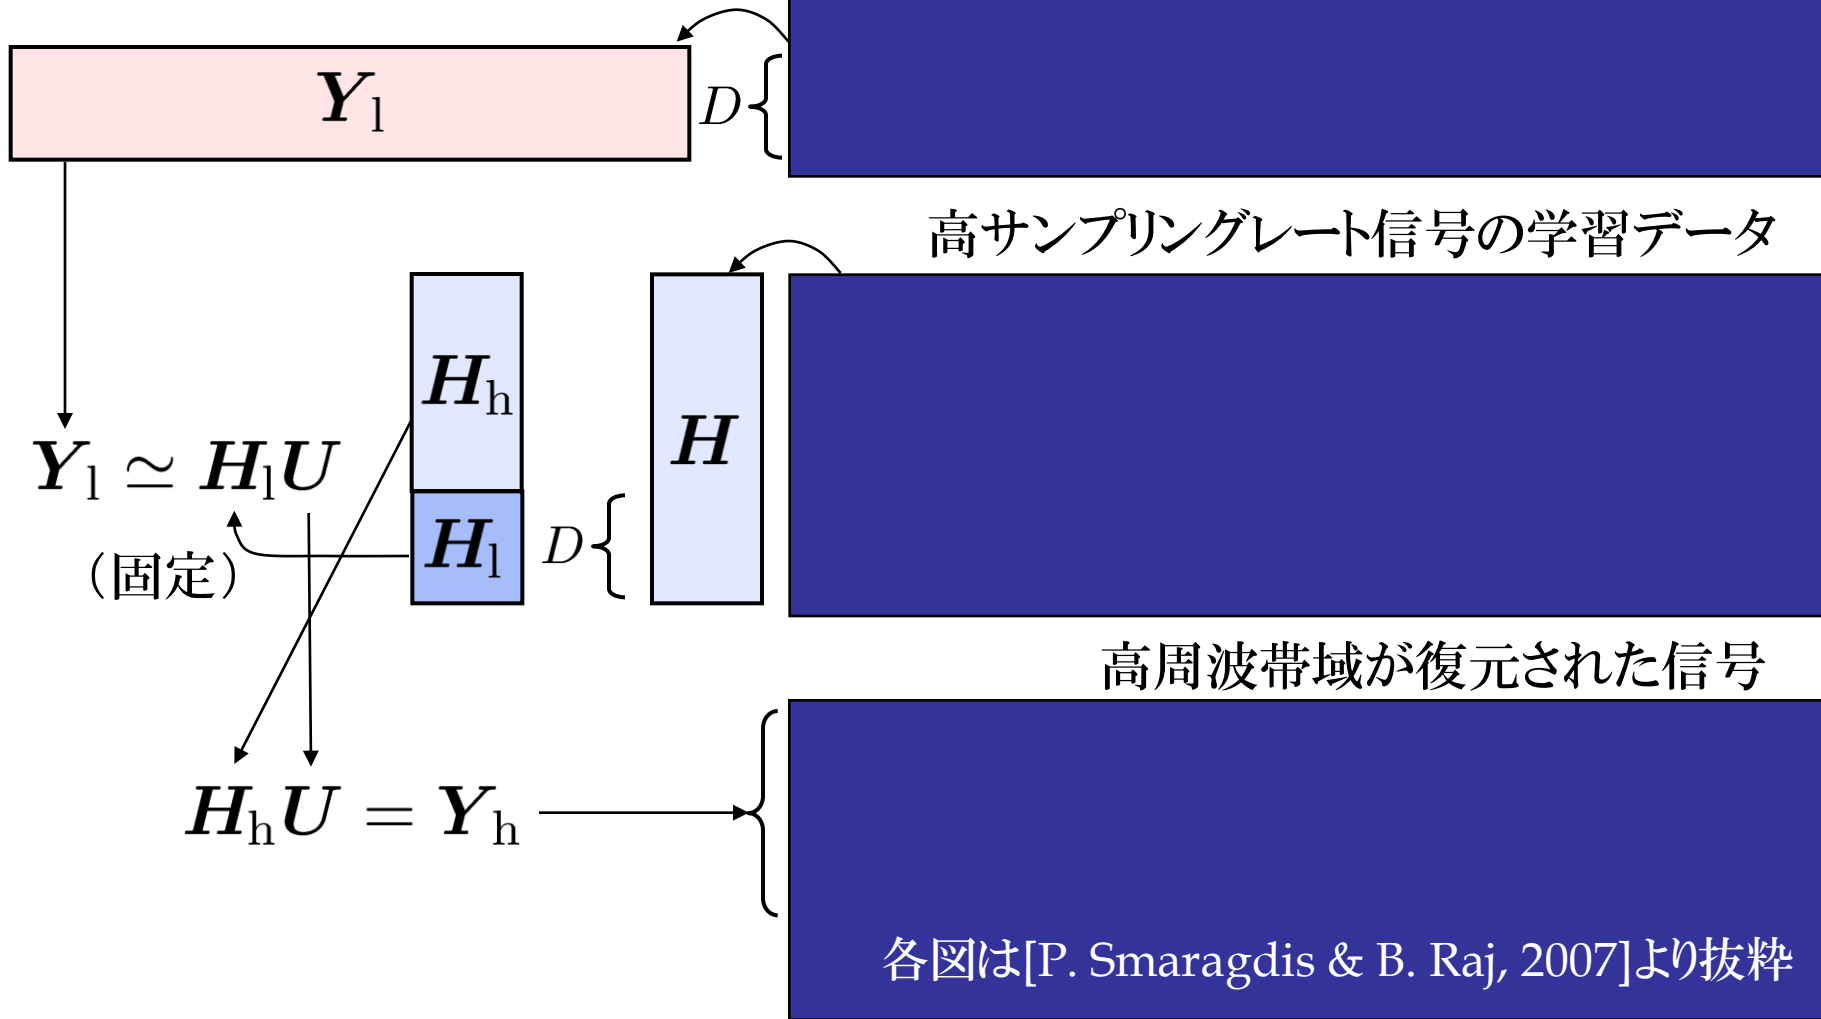 Y_l
D
高サンプリングレート信号の学習データ
H_h
H
Y_l ≃ H_l U
H_l
D
（固定）
高周波帯域が復元された信号
H_h U = Y_h
各図は[P. Smaragdis & B. Raj, 2007]より抜粋